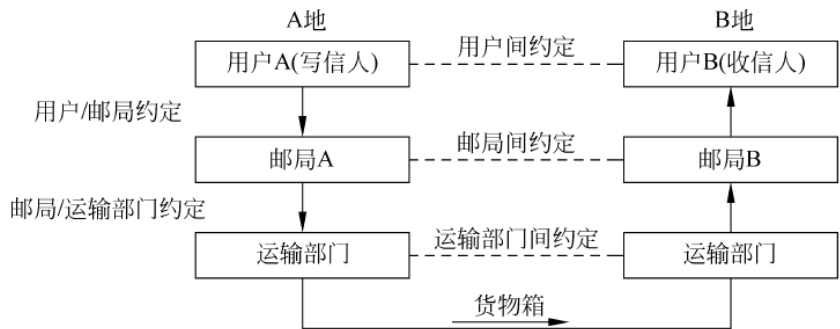 A地
B地
用户A(写信人)
用户间约定
用户B(收信人)
用户/邮局约定
邮局A
邮局间约定
邮局B
邮局/运输部门约定
运输部门
运输部门间约定
运输部门
货物箱